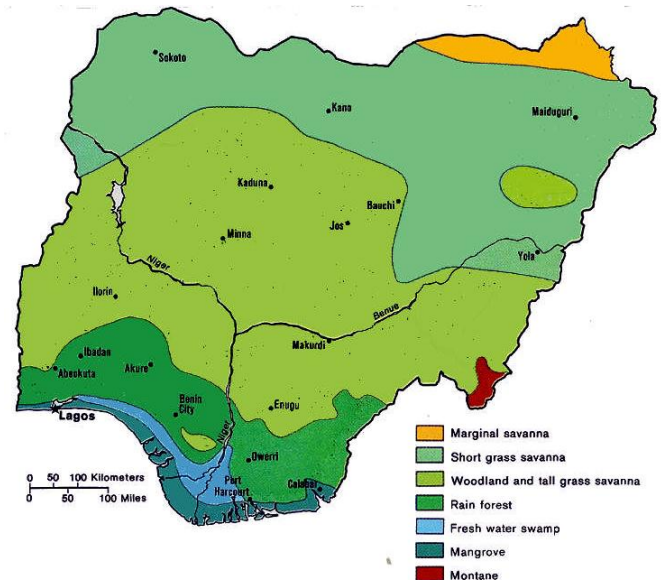 Sokoto
Kano
Maiduguri
Kaduna
Bauchi
Jos
Minna
Yola
Niger
Ilorin
Benue
Makurdi
Ibadan
Akure
Abeokuta
Benin
City
Enugu
Lagos
Niger
Owerri
Port
Harcourt
Calabar
0 50 100 Kilometers
0 50 100 Miles
Marginal savanna
Short grass savanna
Woodland and tall grass savanna
Rain forest
Fresh water swamp
Mangrove
Montane